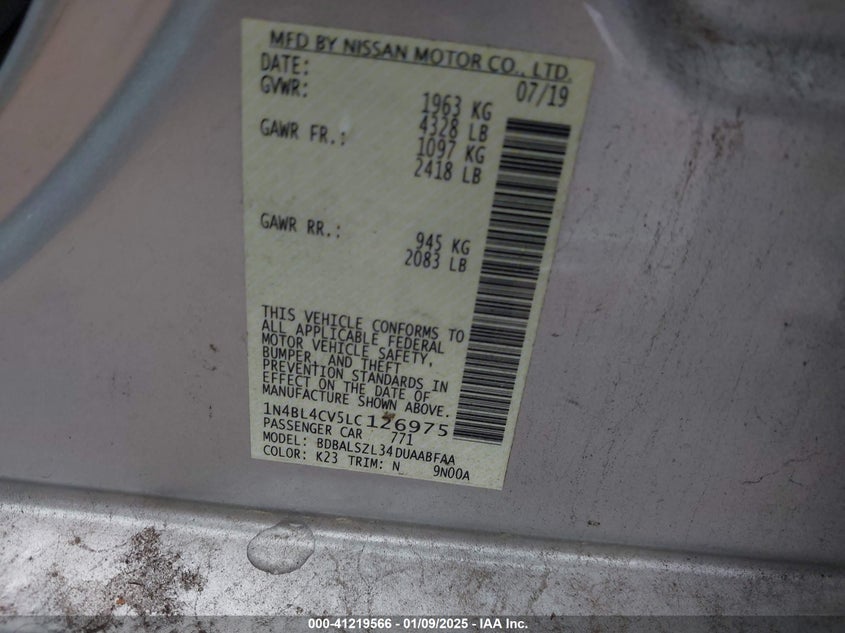 MFD BY NISSAN MOTOR CO., LTD.
DATE: 07/19
GVWR: 1963 KG
4328 LB
GAWR FR.: 1097 KG
2418 LB
GAWR RR.: 945 KG
2083 LB
THIS VEHICLE CONFORMS TO
ALL APPLICABLE FEDERAL
MOTOR VEHICLE SAFETY,
BUMPER, AND THEFT
PREVENTION STANDARDS IN
EFFECT ON THE DATE OF
MANUFACTURE SHOWN ABOVE.
1N4BL4CV5LC126975
PASSENGER CAR 771
MODEL: BDBALSZL34DUAABFAA
COLOR: K23 TRIM: N 9N00A
000-41219566 - 01/09/2025 - IAA Inc.